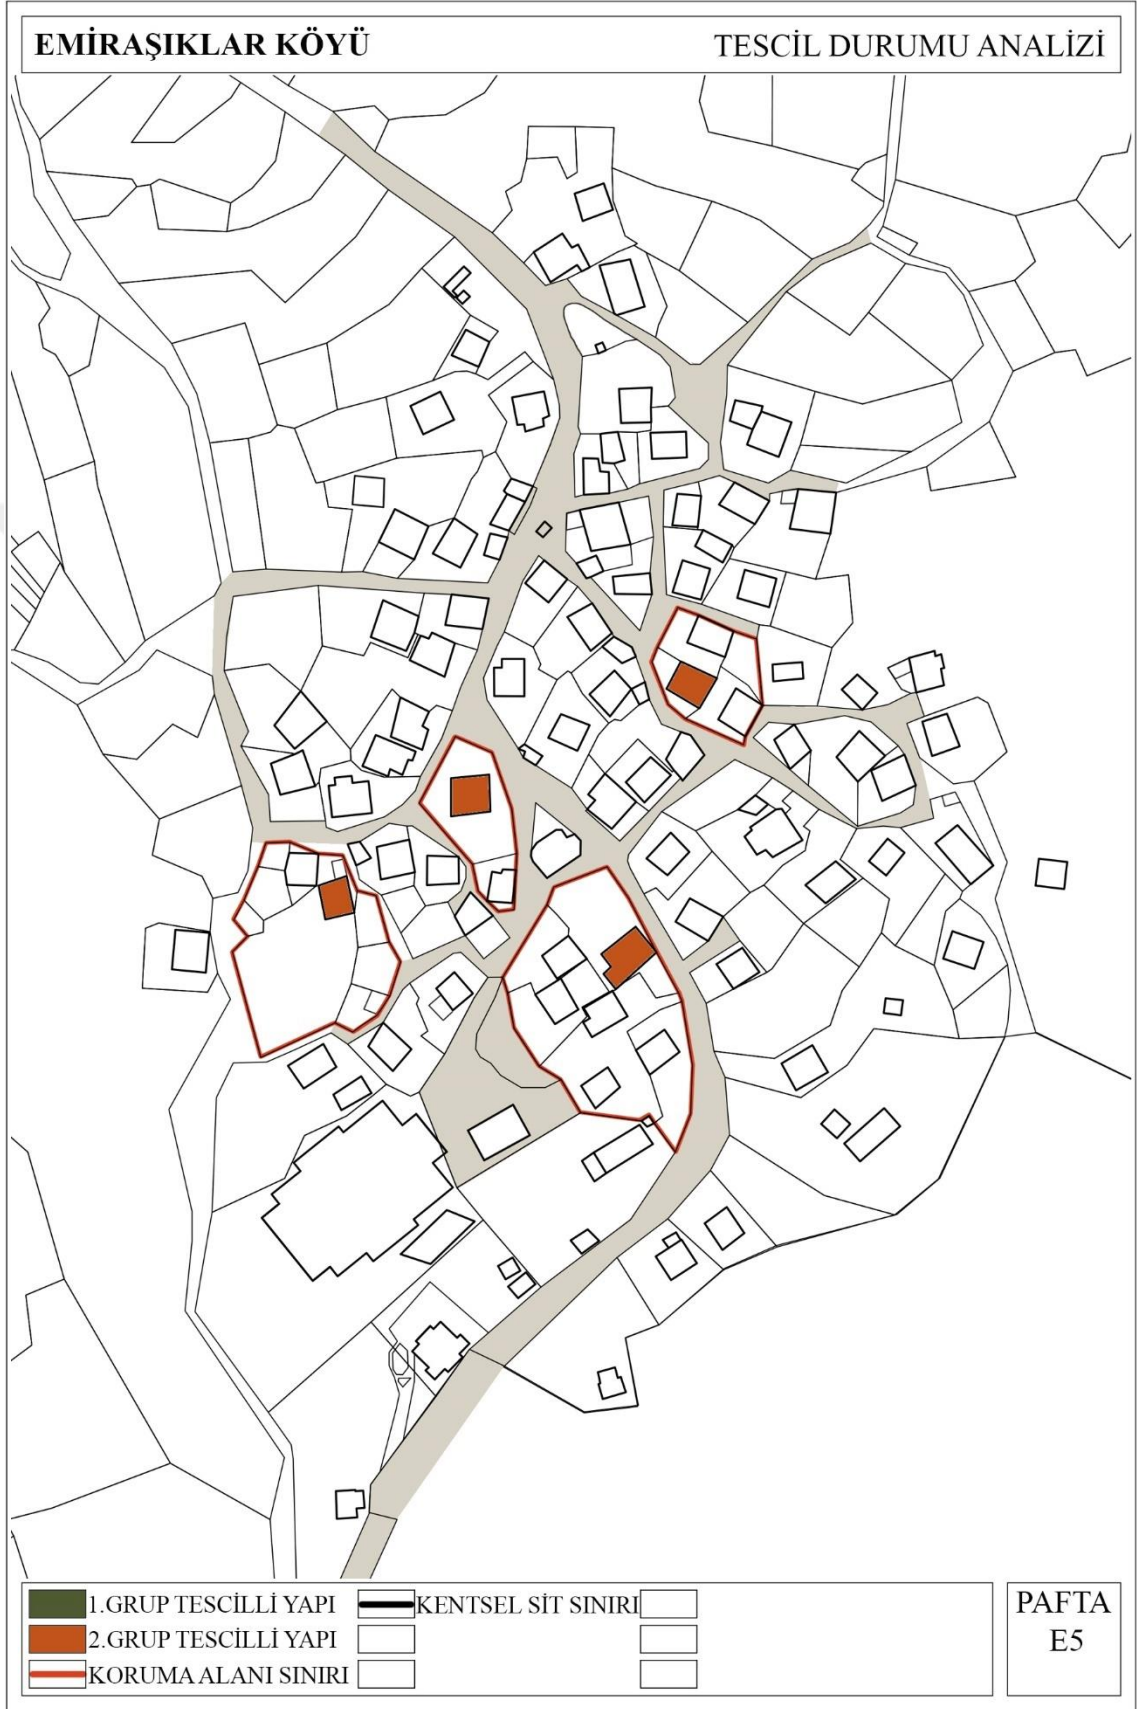 EMİRAŞIKLAR KÖYÜ
TESCİL DURUMU ANALİZİ
1.GRUP TESCİLLİ YAPI
2.GRUP TESCİLLİ YAPI
KORUMA ALANI SINIRI
KENTSEL SİT SINIRI
PAFTA
E5